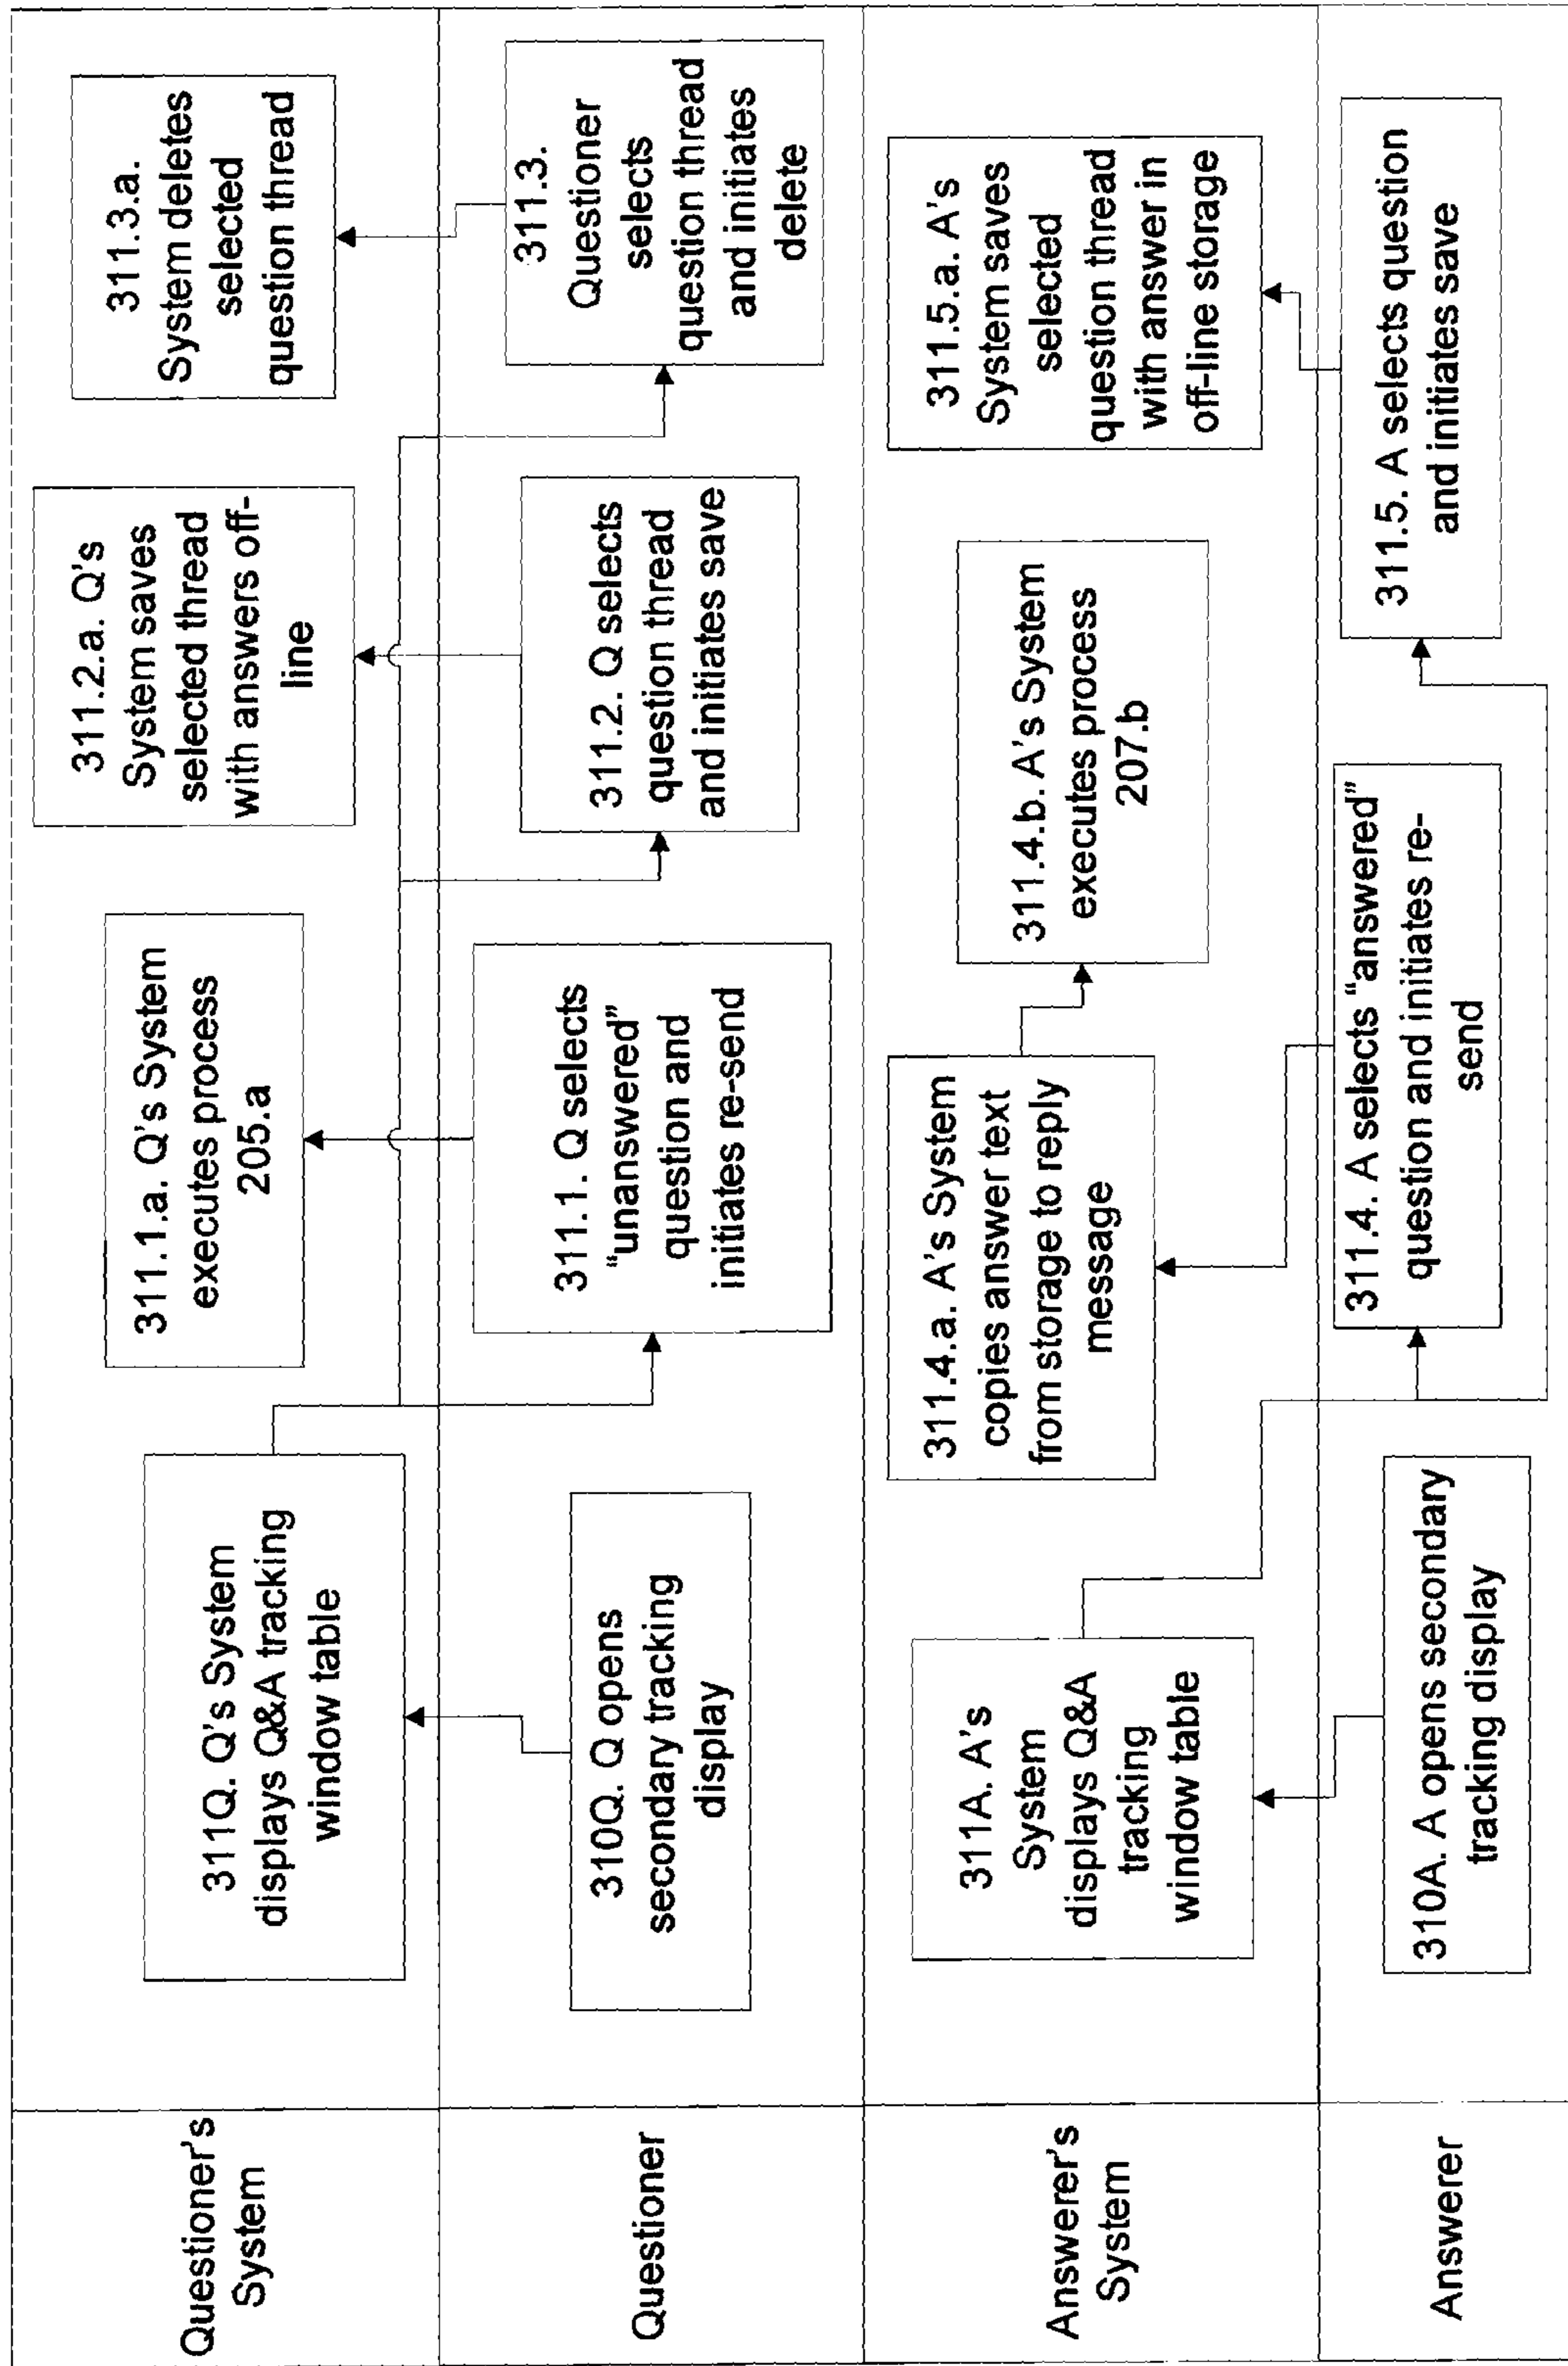 Questioner's
System
311Q. Q's System
displays Q&A tracking
window table
311.1.a. Q's System
executes process
205.a
311.2.a. Q's
System saves
selected thread
with answers off-
line
311.3.a.
System deletes
selected
question thread
Questioner
310Q. Q opens
secondary tracking
display
311.1. Q selects
“unanswered”
question and
initiates re-send
311.2. Q selects
question thread
and initiates save
311.3.
Questioner
selects
question thread
and initiates
delete
Answerer's
System
311A. A's
System
displays Q&A
tracking
window table
311.4.a. A's System
copies answer text
from storage to reply
message
311.4.b. A's System
executes process
207.b
311.5.a. A's
System saves
selected
question thread
with answer in
off-line storage
Answerer
310A. A opens secondary
tracking display
311.4. A selects “answered”
question and initiates re-
send
311.5. A selects question
and initiates save